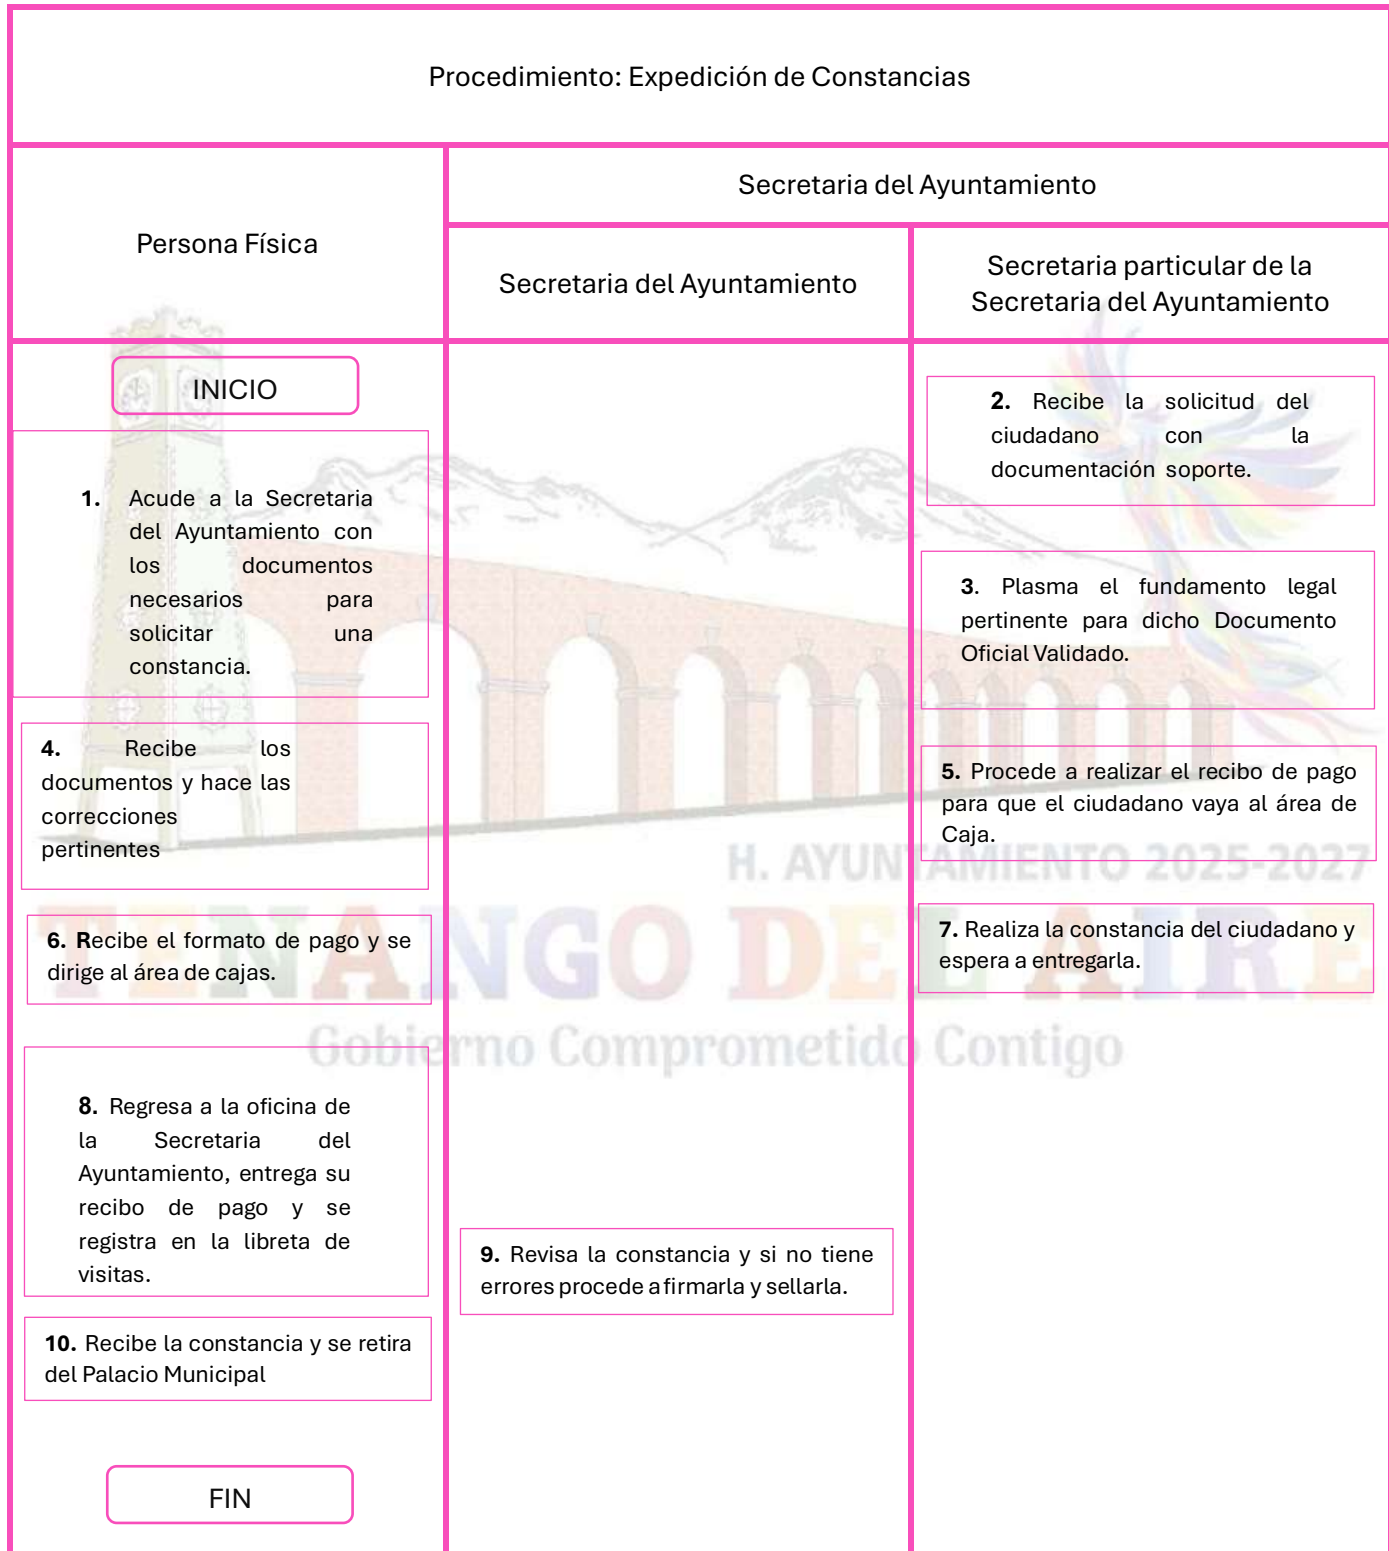 Procedimiento: Expedición de Constancias
Persona Física
Secretaria del Ayuntamiento
Secretaria del Ayuntamiento
Secretaria particular de la
Secretaria del Ayuntamiento
INICIO
1. Acude a la Secretaria
del Ayuntamiento con
los documentos
necesarios para
solicitar una
constancia.
2. Recibe la solicitud del
ciudadano con la
documentación soporte.
3. Plasma el fundamento legal
pertinente para dicho Documento
Oficial Validado.
4. Recibe los
documentos y hace las
correcciones
pertinentes
5. Procede a realizar el recibo de pago
para que el ciudadano vaya al área de
Caja.
6. Recibe el formato de pago y se
dirige al área de cajas.
7. Realiza la constancia del ciudadano y
espera a entregarla.
8. Regresa a la oficina de
la Secretaria del
Ayuntamiento, entrega su
recibo de pago y se
registra en la libreta de
visitas.
9. Revisa la constancia y si no tiene
errores procede a firmarla y sellarla.
10. Recibe la constancia y se retira
del Palacio Municipal
FIN
H. AYUNTAMIENTO 2025-2027
TENANGO DEL AIRE
Gobierno Comprometido Contigo